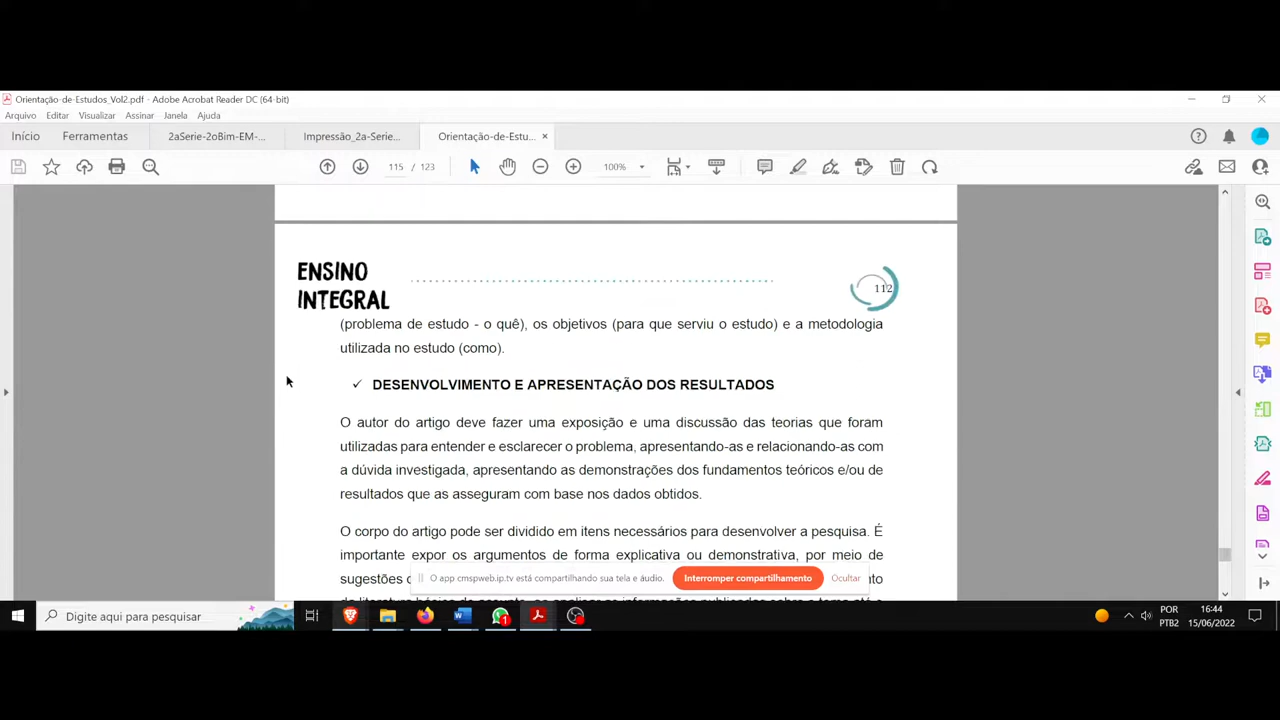 Orientação-de-Estudos_Vol2.pdf - Adobe Acrobat Reader DC (64-bit)
Arquivo Editar Visualizar Assinar Janela Ajuda
Início Ferramentas 2aSerie-2oBim-EM-... Impressão_2a-Serie... Orientação-de-Estu... ×
115 / 123 100%
ENSINO
INTEGRAL
112
(problema de estudo - o quê), os objetivos (para que serviu o estudo) e a metodologia
utilizada no estudo (como).
✓ DESENVOLVIMENTO E APRESENTAÇÃO DOS RESULTADOS
O autor do artigo deve fazer uma exposição e uma discussão das teorias que foram
utilizadas para entender e esclarecer o problema, apresentando-as e relacionando-as com
a dúvida investigada, apresentando as demonstrações dos fundamentos teóricos e/ou de
resultados que as asseguram com base nos dados obtidos.
O corpo do artigo pode ser dividido em itens necessários para desenvolver a pesquisa. É
importante expor os argumentos de forma explicativa ou demonstrativa, por meio de
sugestões
O app cmspweb.ip.tv está compartilhando sua tela e áudio. Interromper compartilhamento Ocultar
Digite aqui para pesquisar
1
POR
PTB2
16:44
15/06/2022